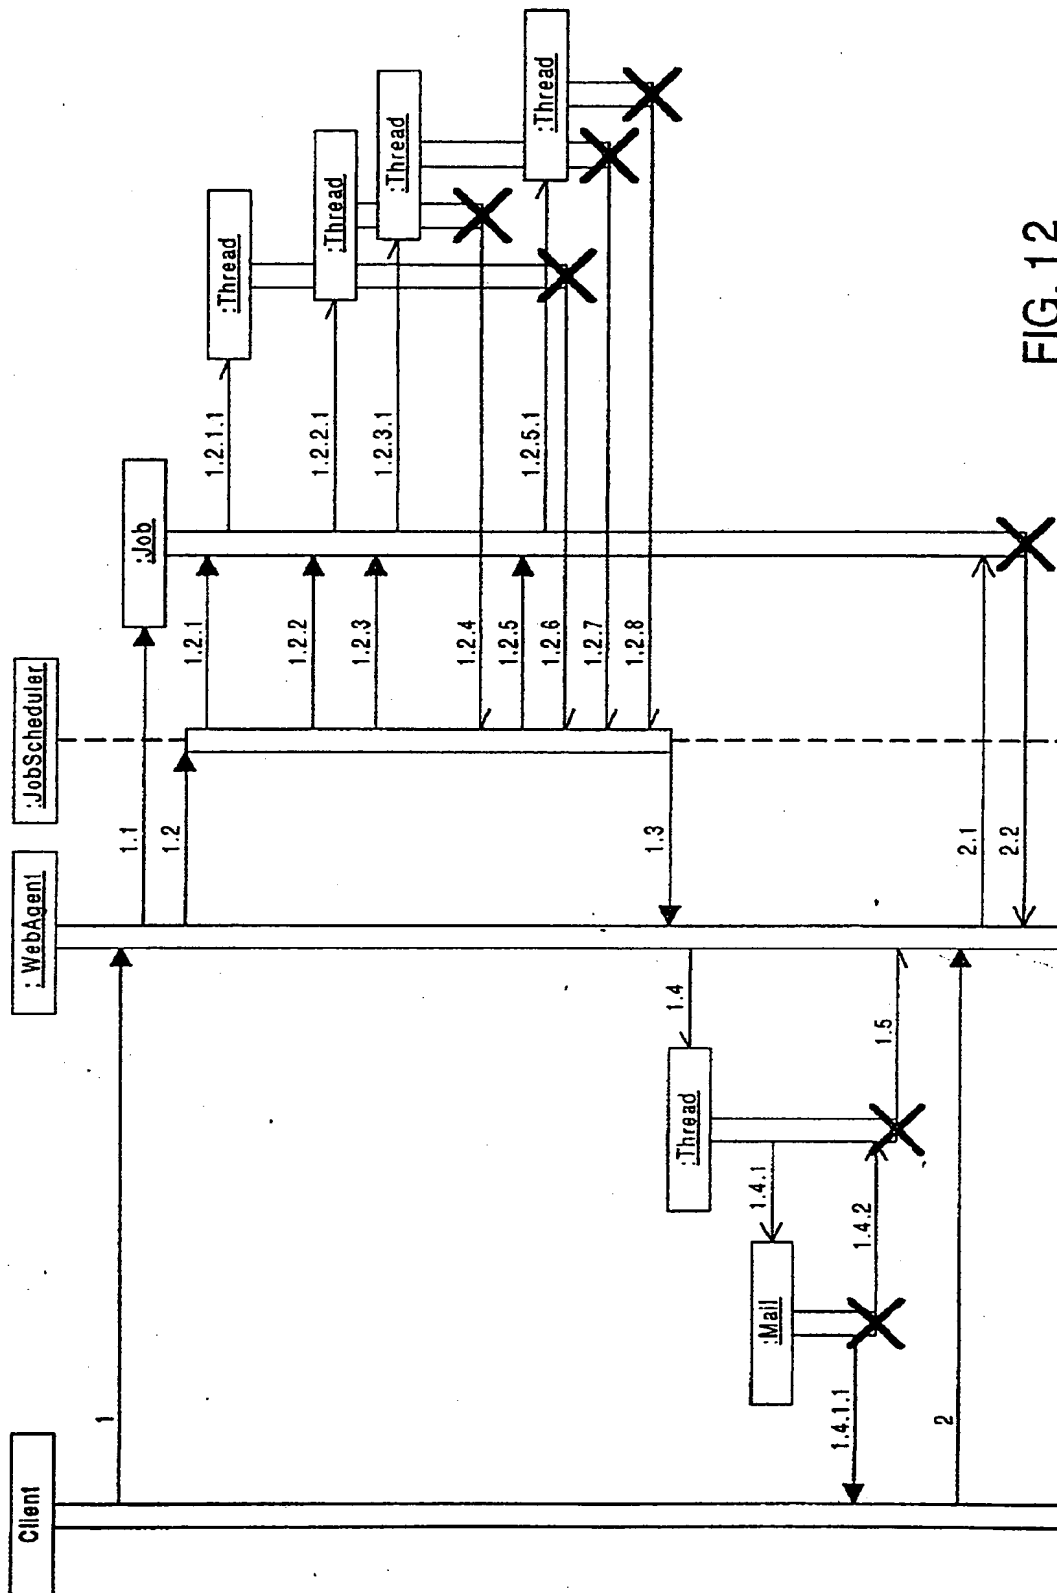 Client
:WebAgent
:JobScheduler
:Job
:Thread
:Thread
:Thread
:Thread
:Thread
:Mail
1
1.1
1.2
1.2.1
1.2.1.1
1.2.2
1.2.2.1
1.2.3
1.2.3.1
1.2.4
1.2.5
1.2.5.1
1.2.6
1.2.7
1.2.8
1.3
1.4
1.4.1
1.4.1.1
1.4.2
1.5
2
2.1
2.2
FIG. 12